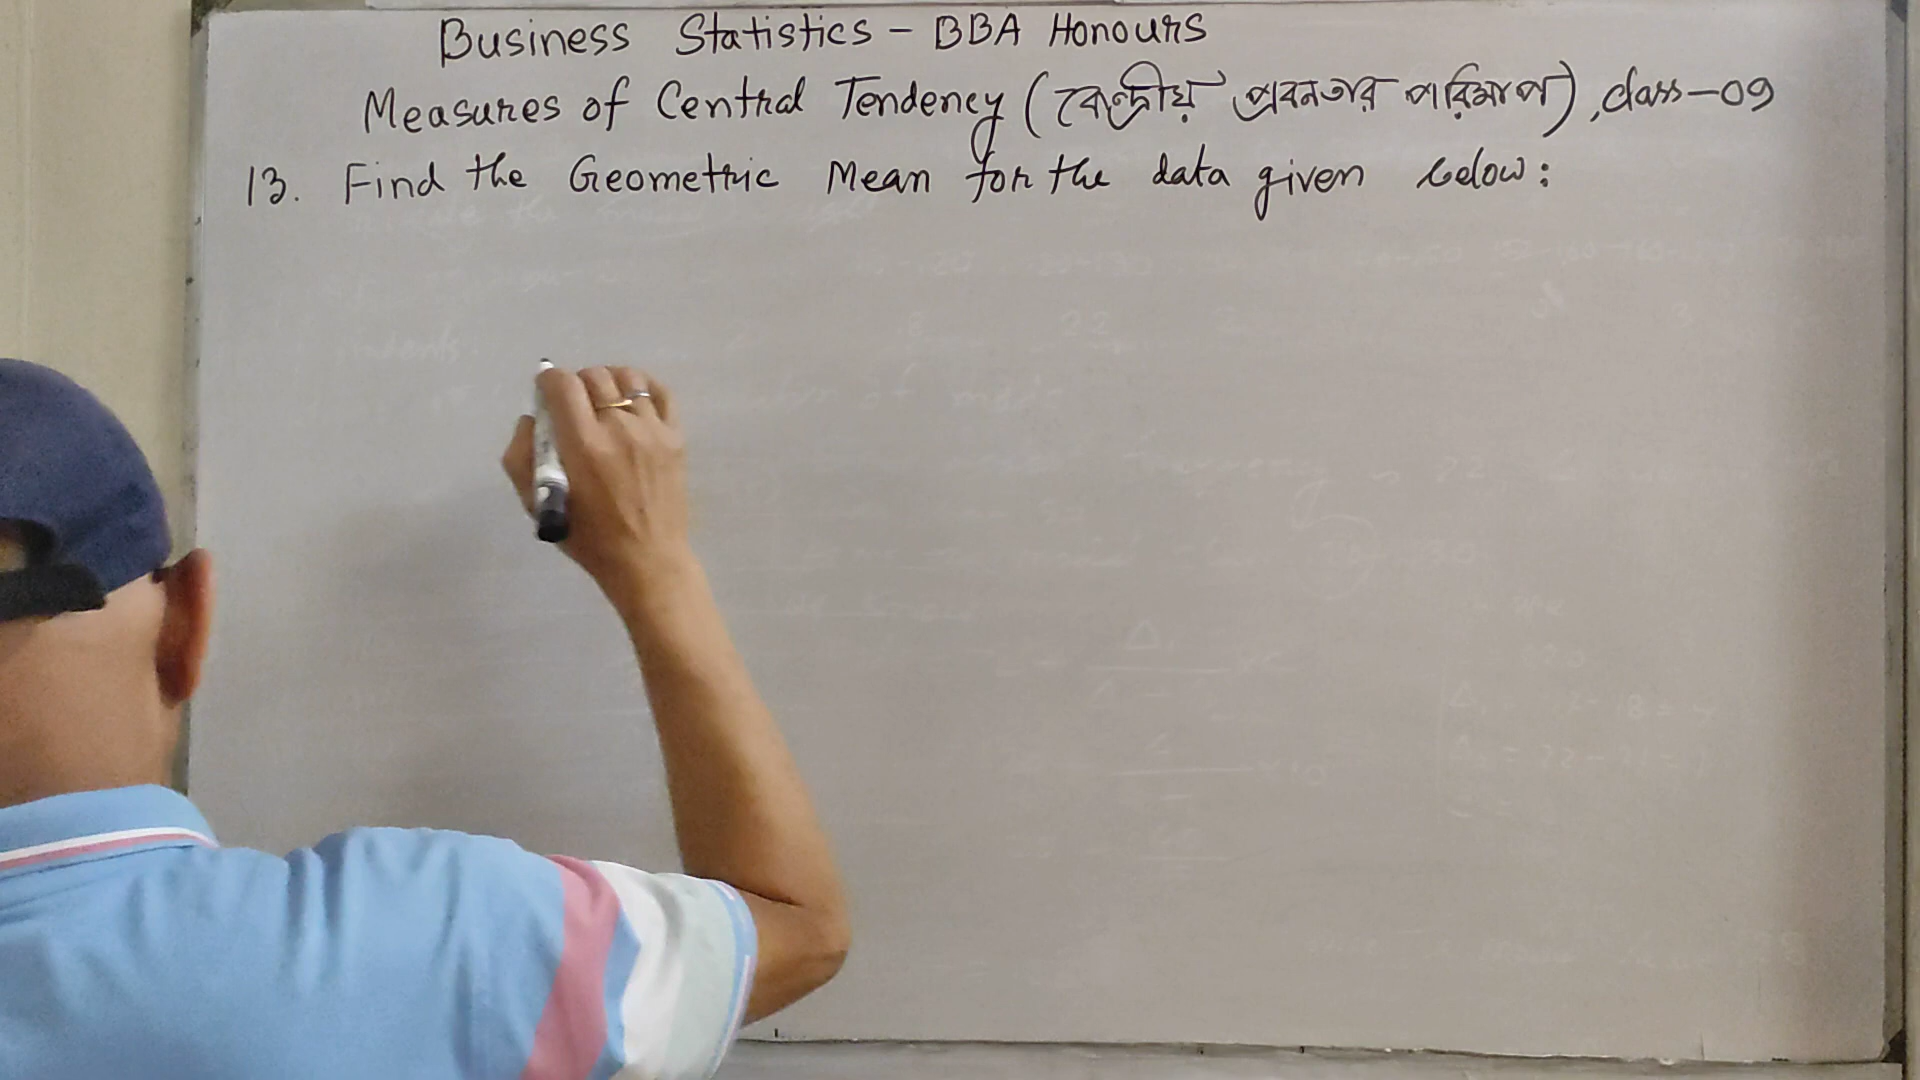 Business Statistics - BBA Honours
Measures of Central Tendency (কেন্দ্রীয় প্রবনতার পরিমাপ), class-09
13. Find the Geometric Mean for the data given below: